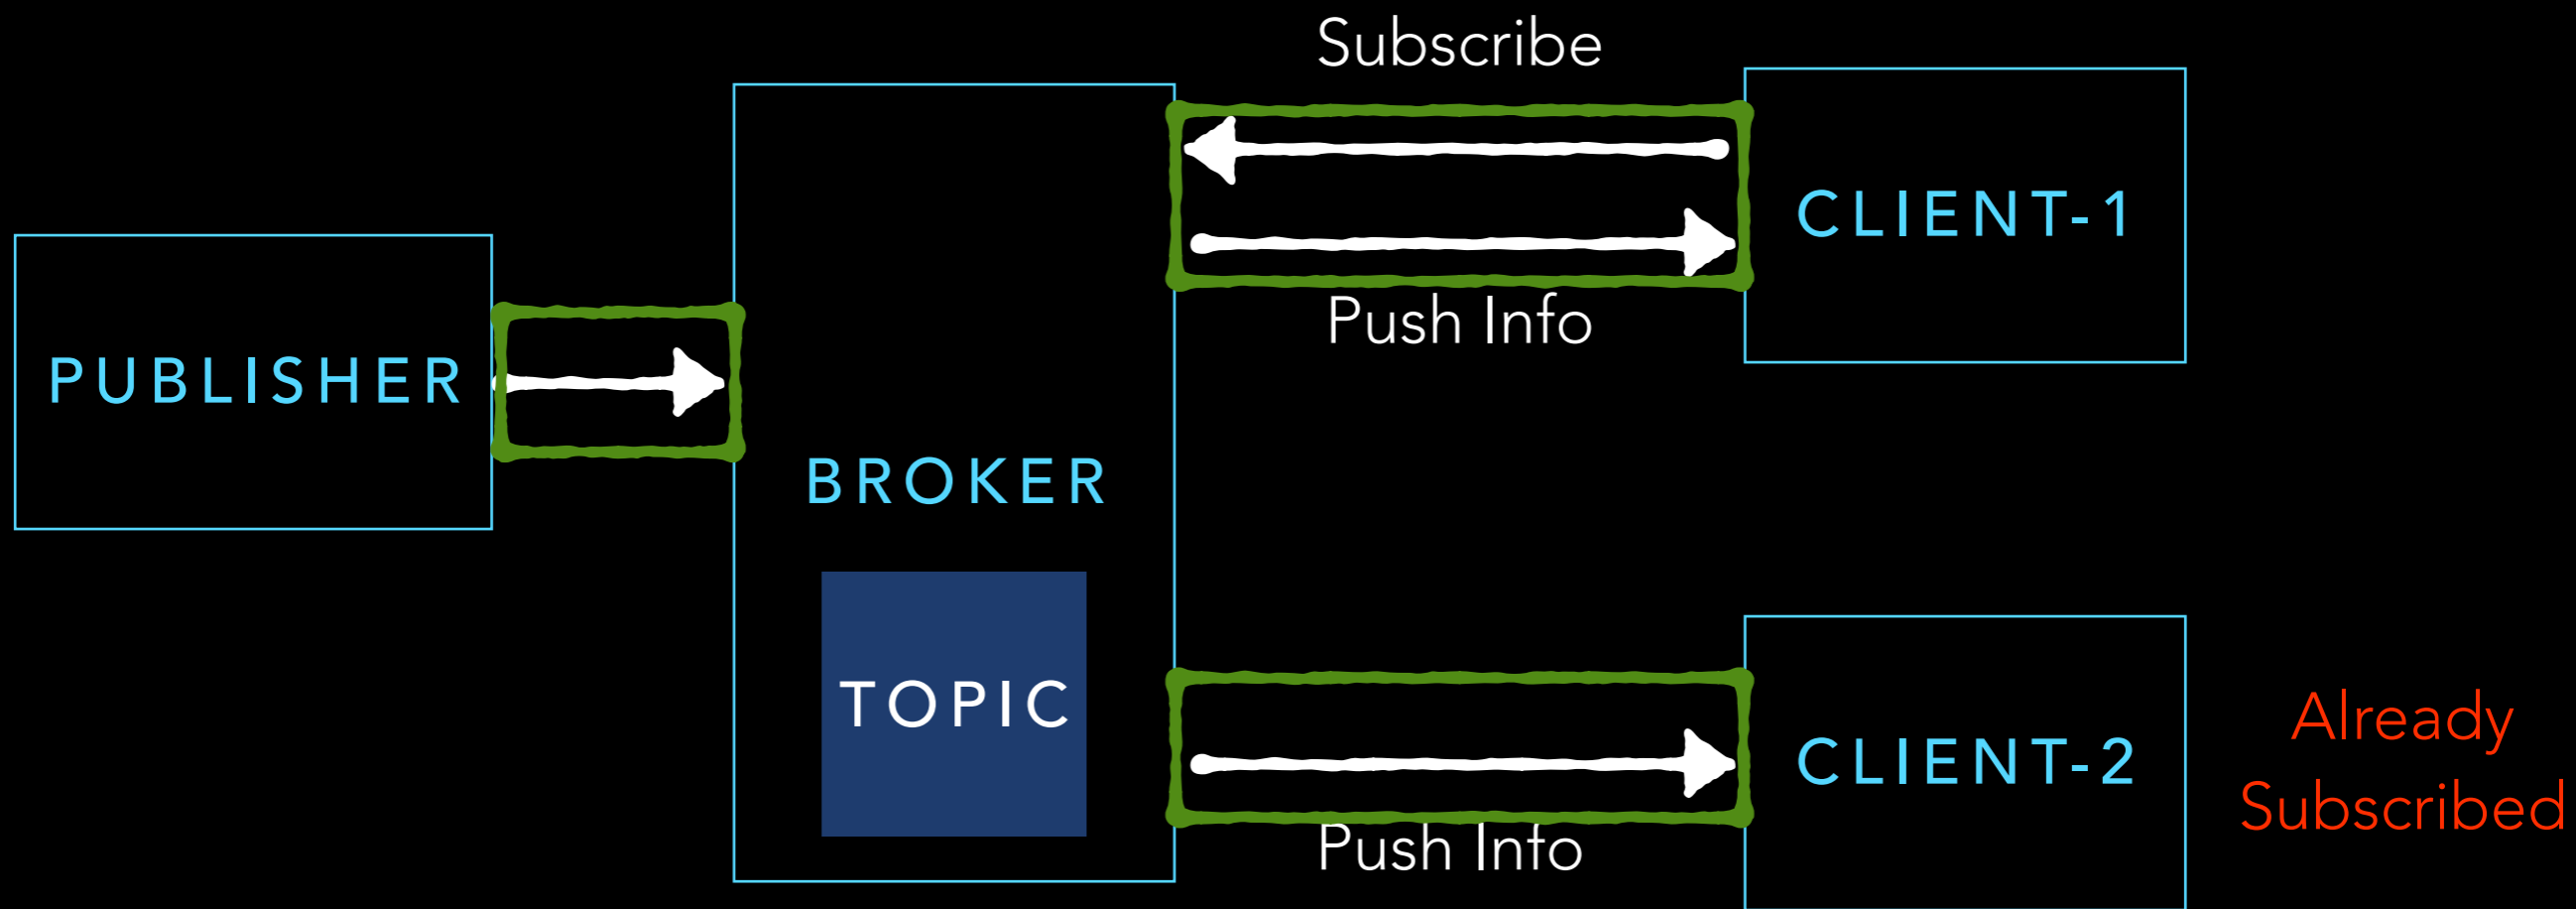 Subscribe
CLIENT-1
Push Info
PUBLISHER
BROKER
TOPIC
CLIENT-2
Already
Subscribed
Push Info